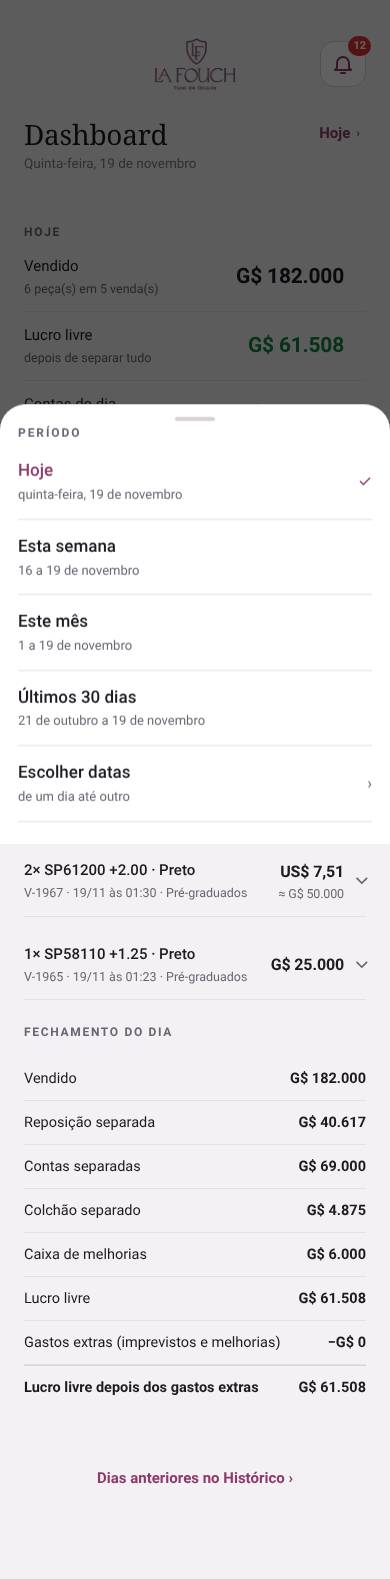 12
LA FOUCH
Dashboard
Hoje ›
Quinta-feira, 19 de novembro
HOJE
Vendido
G$ 182.000
6 peça(s) em 5 venda(s)
Lucro livre
G$ 61.508
depois de separar tudo
Contas do dia
PERÍODO
Hoje
quinta-feira, 19 de novembro
Esta semana
16 a 19 de novembro
Este mês
1 a 19 de novembro
Últimos 30 dias
21 de outubro a 19 de novembro
Escolher datas
de um dia até outro
›
2× SP61200 +2.00 · Preto
US$ 7,51
V-1967 · 19/11 às 01:30 · Pré-graduados
≈ G$ 50.000
1× SP58110 +1.25 · Preto
G$ 25.000
V-1965 · 19/11 às 01:23 · Pré-graduados
FECHAMENTO DO DIA
Vendido G$ 182.000
Reposição separada G$ 40.617
Contas separadas G$ 69.000
Colchão separado G$ 4.875
Caixa de melhorias G$ 6.000
Lucro livre G$ 61.508
Gastos extras (imprevistos e melhorias) −G$ 0
Lucro livre depois dos gastos extras G$ 61.508
Dias anteriores no Histórico ›